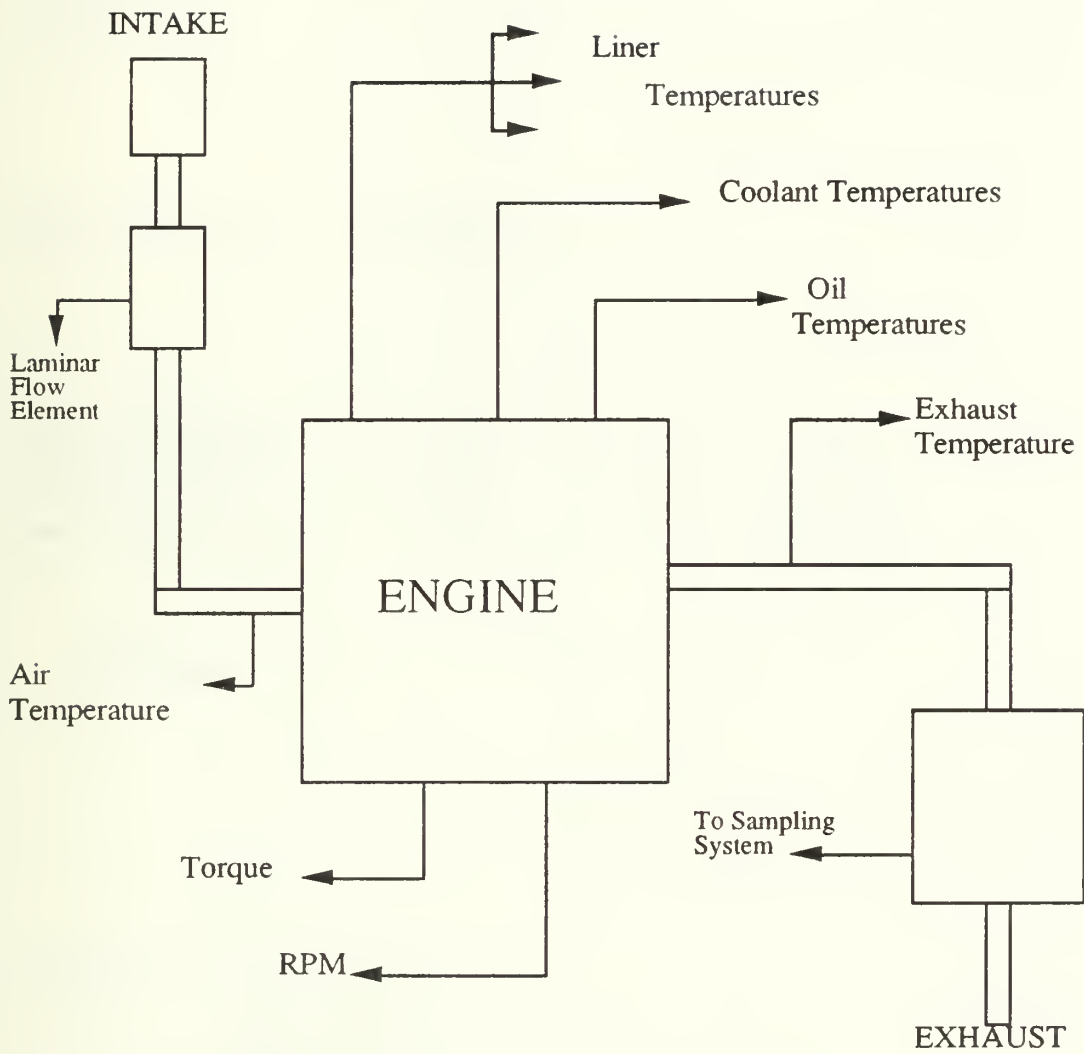 INTAKE
Liner
Temperatures
Coolant Temperatures
Oil
Temperatures
Laminar
Flow
Element
Exhaust
Temperature
ENGINE
Air
Temperature
To Sampling
System
Torque
RPM
EXHAUST